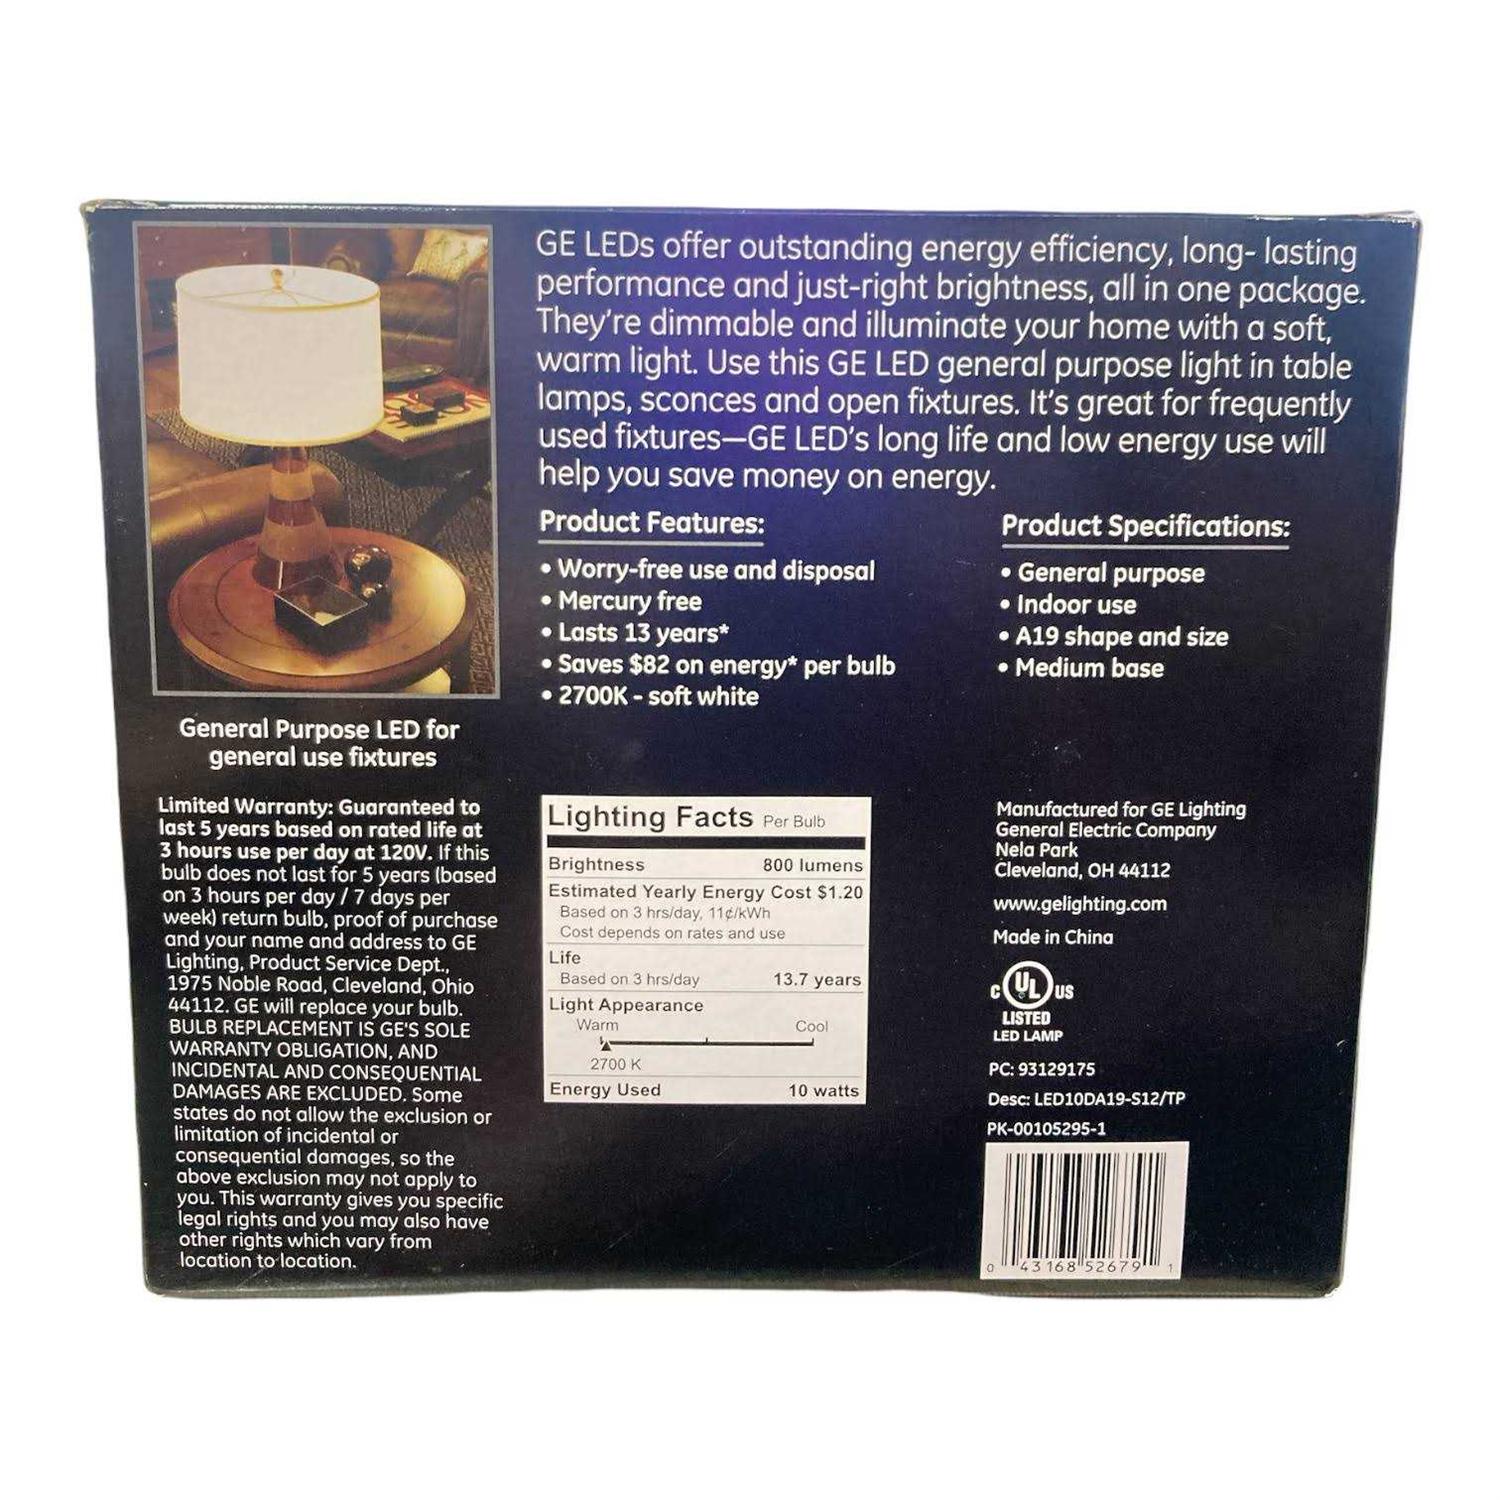 GE LEDs offer outstanding energy efficiency, long- lasting
performance and just-right brightness, all in one package.
They're dimmable and illuminate your home with a soft,
warm light. Use this GE LED general purpose light in table
lamps, sconces and open fixtures. It's great for frequently
used fixtures—GE LED's long life and low energy use will
help you save money on energy.
Product Features:
• Worry-free use and disposal
• Mercury free
• Lasts 13 years*
• Saves $82 on energy* per bulb
• 2700K - soft white
Product Specifications:
• General purpose
• Indoor use
• A19 shape and size
• Medium base
General Purpose LED for
general use fixtures
Limited Warranty: Guaranteed to
last 5 years based on rated life at
3 hours use per day at 120V. If this
bulb does not last for 5 years (based
on 3 hours per day / 7 days per
week) return bulb, proof of purchase
and your name and address to GE
Lighting, Product Service Dept.,
1975 Noble Road, Cleveland, Ohio
44112. GE will replace your bulb.
BULB REPLACEMENT IS GE'S SOLE
WARRANTY OBLIGATION, AND
INCIDENTAL AND CONSEQUENTIAL
DAMAGES ARE EXCLUDED. Some
states do not allow the exclusion or
limitation of incidental or
consequential damages, so the
above exclusion may not apply to
you. This warranty gives you specific
legal rights and you may also have
other rights which vary from
location to location.
Lighting Facts Per Bulb
Brightness 800 lumens
Estimated Yearly Energy Cost $1.20
Based on 3 hrs/day, 11¢/kWh
Cost depends on rates and use
Life
Based on 3 hrs/day 13.7 years
Light Appearance
Warm Cool
2700 K
Energy Used 10 watts
Manufactured for GE Lighting
General Electric Company
Nela Park
Cleveland, OH 44112
www.gelighting.com
Made in China
C UL US
LISTED
LED LAMP
PC: 93129175
Desc: LED10DA19-S12/TP
PK-00105295-1
0 43168 52679 1